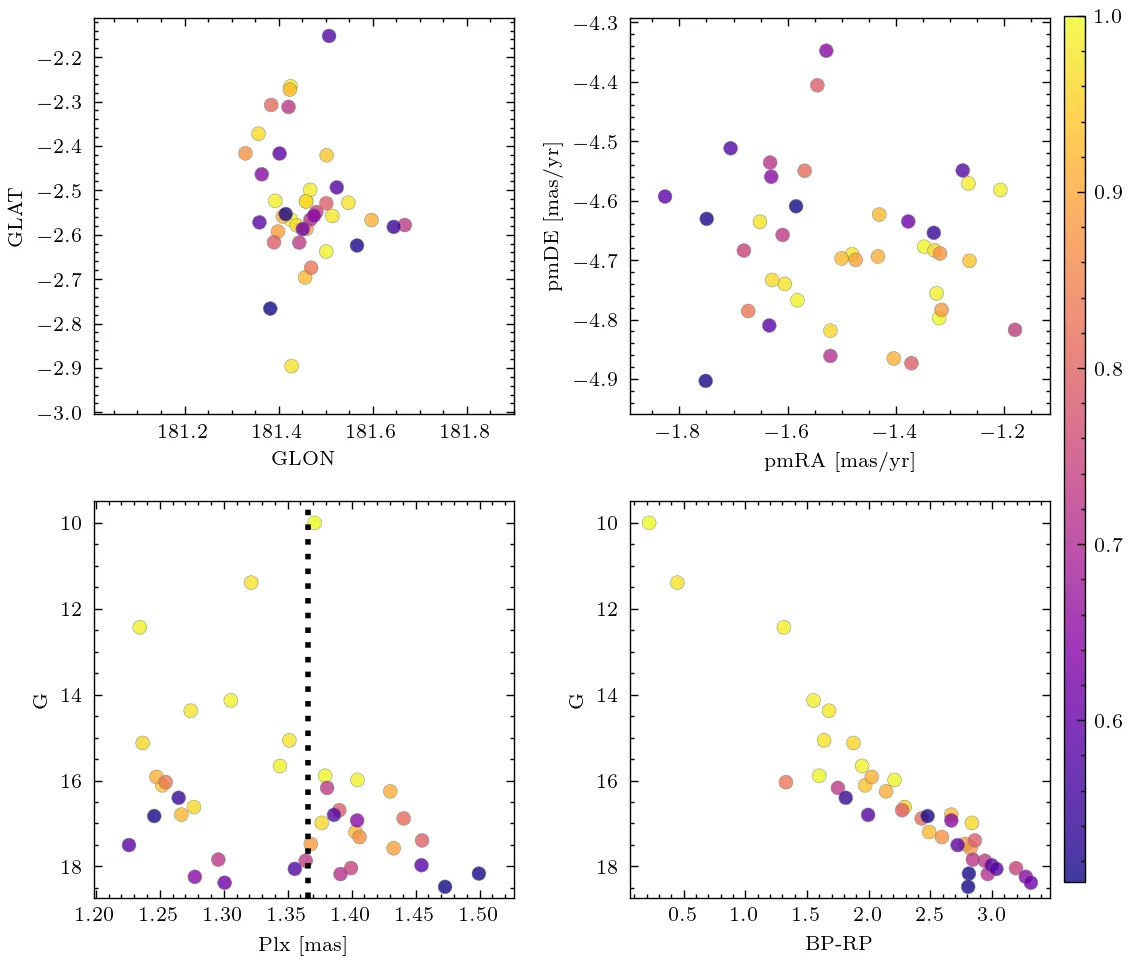 −2.2
−2.3
−2.4
−2.5
−2.6
−2.7
−2.8
−2.9
−3.0
GLAT
181.2 181.4 181.6 181.8
GLON
−4.3
−4.4
−4.5
−4.6
−4.7
−4.8
−4.9
pmDE [mas/yr]
−1.8 −1.6 −1.4 −1.2
pmRA [mas/yr]
1.0
0.9
0.8
0.7
0.6
10
12
14
16
18
G
1.20 1.25 1.30 1.35 1.40 1.45 1.50
Plx [mas]
10
12
14
16
18
G
0.5 1.0 1.5 2.0 2.5 3.0
BP-RP